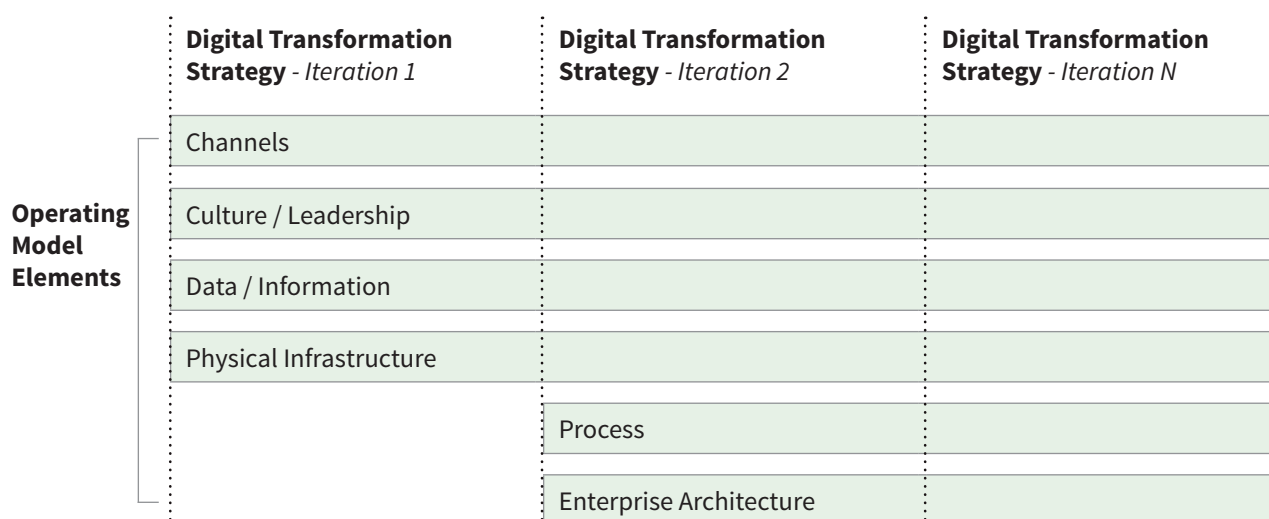 Digital Transformation
Strategy - Iteration 1
Digital Transformation
Strategy - Iteration 2
Digital Transformation
Strategy - Iteration N
Operating
Model
Elements
Channels
Culture / Leadership
Data / Information
Physical Infrastructure
Process
Enterprise Architecture